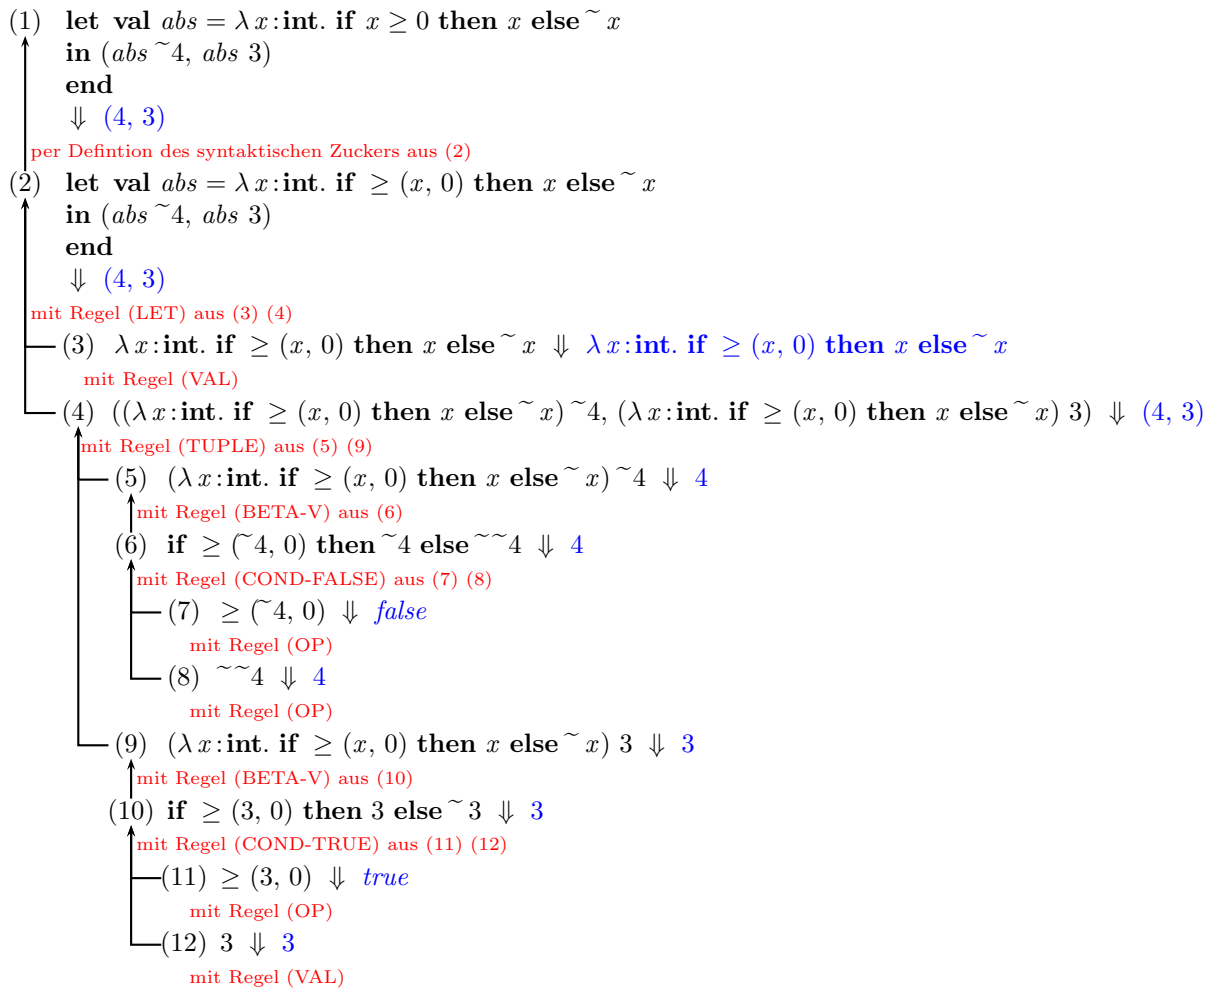 (1) let val abs = λ x:int. if x ≥ 0 then x else ~ x
in (abs ~4, abs 3)
end
⇓ (4, 3)
per Defintion des syntaktischen Zuckers aus (2)
(2) let val abs = λ x:int. if ≥ (x, 0) then x else ~ x
in (abs ~4, abs 3)
end
⇓ (4, 3)
mit Regel (LET) aus (3) (4)
(3) λ x:int. if ≥ (x, 0) then x else ~ x ⇓ λ x:int. if ≥ (x, 0) then x else ~ x
mit Regel (VAL)
(4) ((λ x:int. if ≥ (x, 0) then x else ~ x) ~4, (λ x:int. if ≥ (x, 0) then x else ~ x) 3) ⇓ (4, 3)
mit Regel (TUPLE) aus (5) (9)
(5) (λ x:int. if ≥ (x, 0) then x else ~ x) ~4 ⇓ 4
mit Regel (BETA-V) aus (6)
(6) if ≥ (~4, 0) then ~4 else ~~4 ⇓ 4
mit Regel (COND-FALSE) aus (7) (8)
(7) ≥ (~4, 0) ⇓ false
mit Regel (OP)
(8) ~~4 ⇓ 4
mit Regel (OP)
(9) (λ x:int. if ≥ (x, 0) then x else ~ x) 3 ⇓ 3
mit Regel (BETA-V) aus (10)
(10) if ≥ (3, 0) then 3 else ~ 3 ⇓ 3
mit Regel (COND-TRUE) aus (11) (12)
(11) ≥ (3, 0) ⇓ true
mit Regel (OP)
(12) 3 ⇓ 3
mit Regel (VAL)